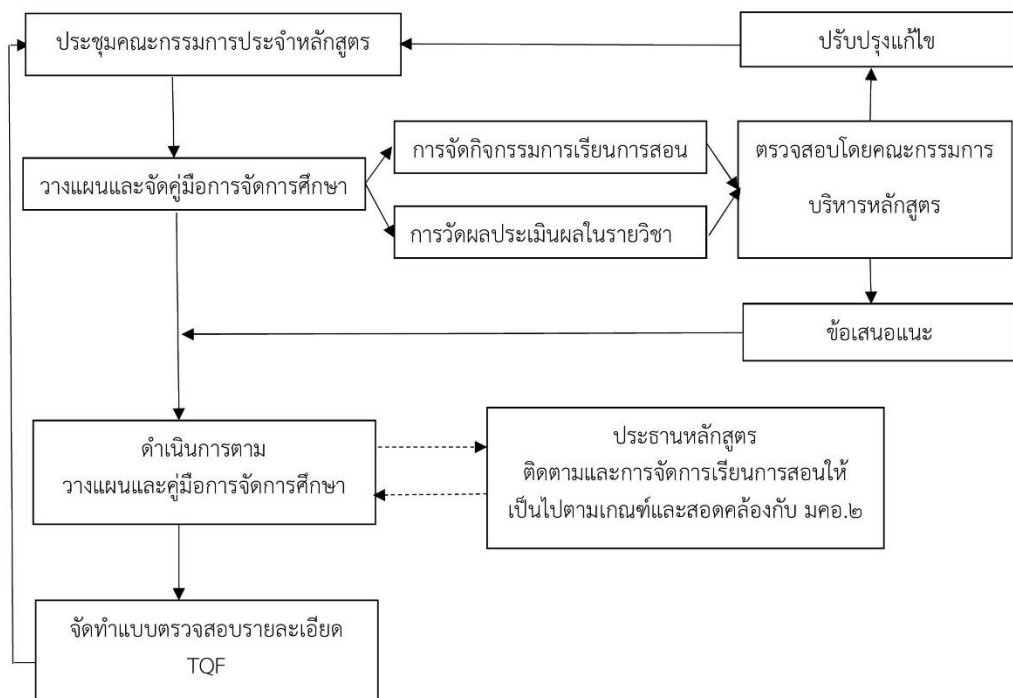 ประชุมคณะกรรมการประจำหลักสูตร
ปรับปรุงแก้ไข
วางแผนและจัดคู่มือการจัดการศึกษา
การจัดกิจกรรมการเรียนการสอน
การวัดผลประเมินผลในรายวิชา
ตรวจสอบโดยคณะกรรมการ
บริหารหลักสูตร
ข้อเสนอแนะ
ดำเนินการตาม
วางแผนและคู่มือการจัดการศึกษา
ประธานหลักสูตร
ติดตามและการจัดการเรียนการสอนให้
เป็นไปตามเกณฑ์และสอดคล้องกับ มคอ.๒
จัดทำแบบตรวจสอบรายละเอียด
TQF